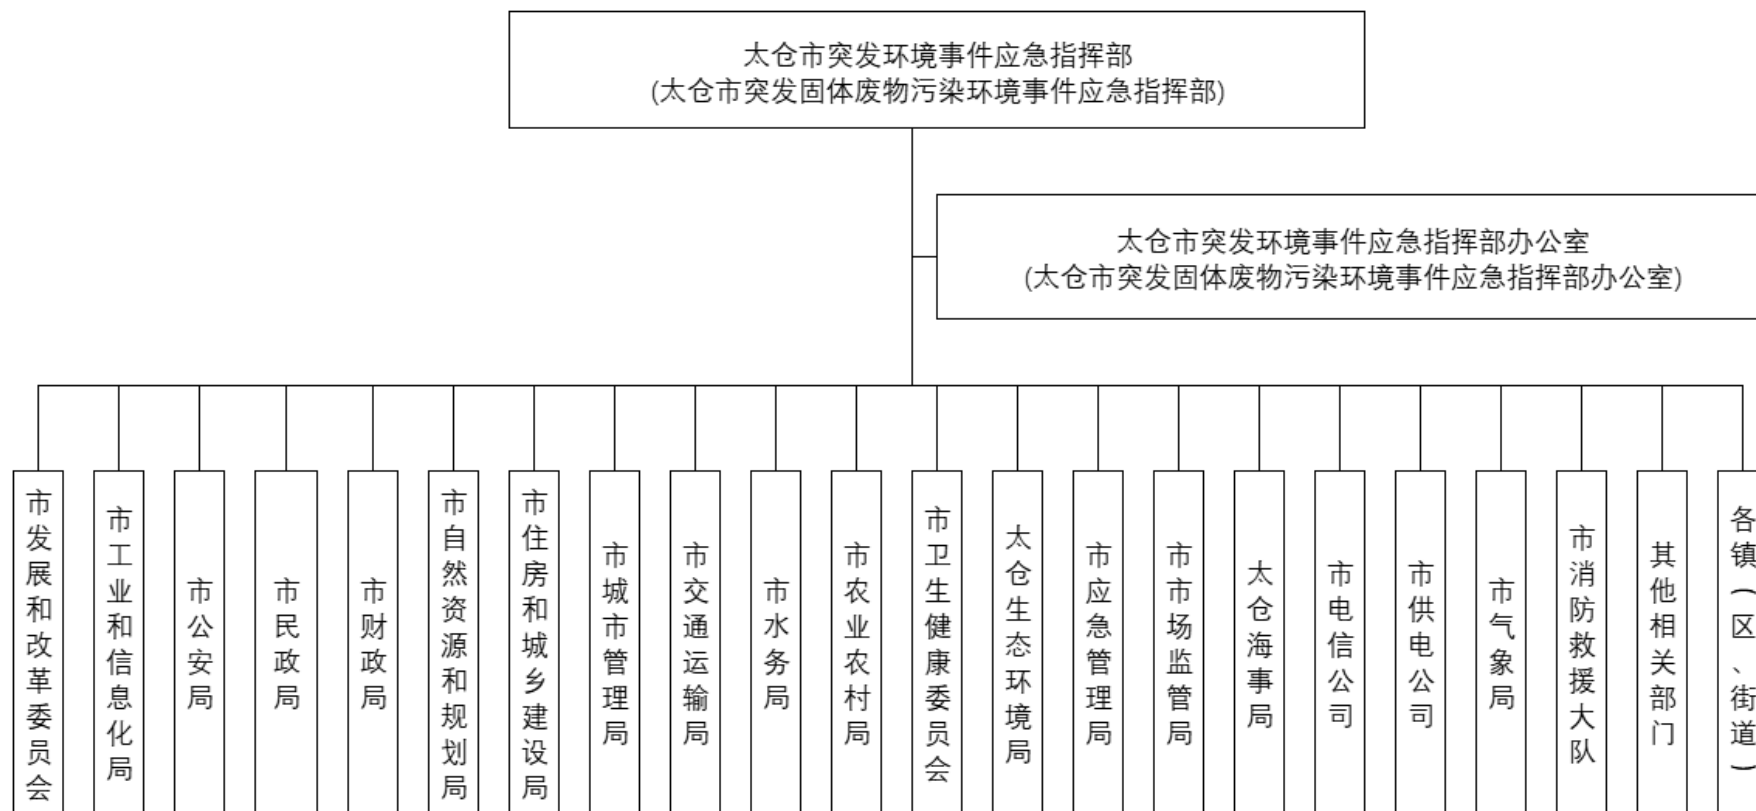 太仓市突发环境事件应急指挥部
(太仓市突发固体废物污染环境事件应急指挥部)
太仓市突发环境事件应急指挥部办公室
(太仓市突发固体废物污染环境事件应急指挥部办公室)
市发展和改革委员会
市工业和信息化局
市公安局
市民政局
市财政局
市自然资源和规划局
市住房和城乡建设局
市城市管理局
市交通运输局
市水务局
市农业农村局
市卫生健康委员会
太仓生态环境局
市应急管理局
市市场监管局
太仓海事局
市电信公司
市供电公司
市气象局
市消防救援大队
其他相关部门
各镇(区、街道)